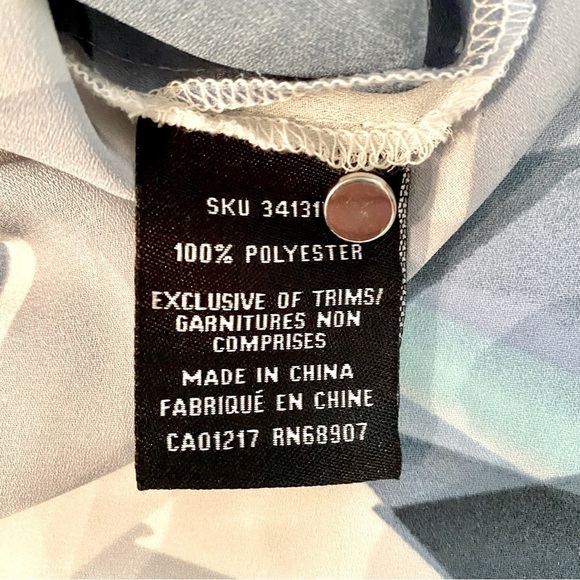 SKU 34131
100% POLYESTER
EXCLUSIVE OF TRIMS/
GARNITURES NON
COMPRISES
MADE IN CHINA
FABRIQUÉ EN CHINE
CA01217 RN68907